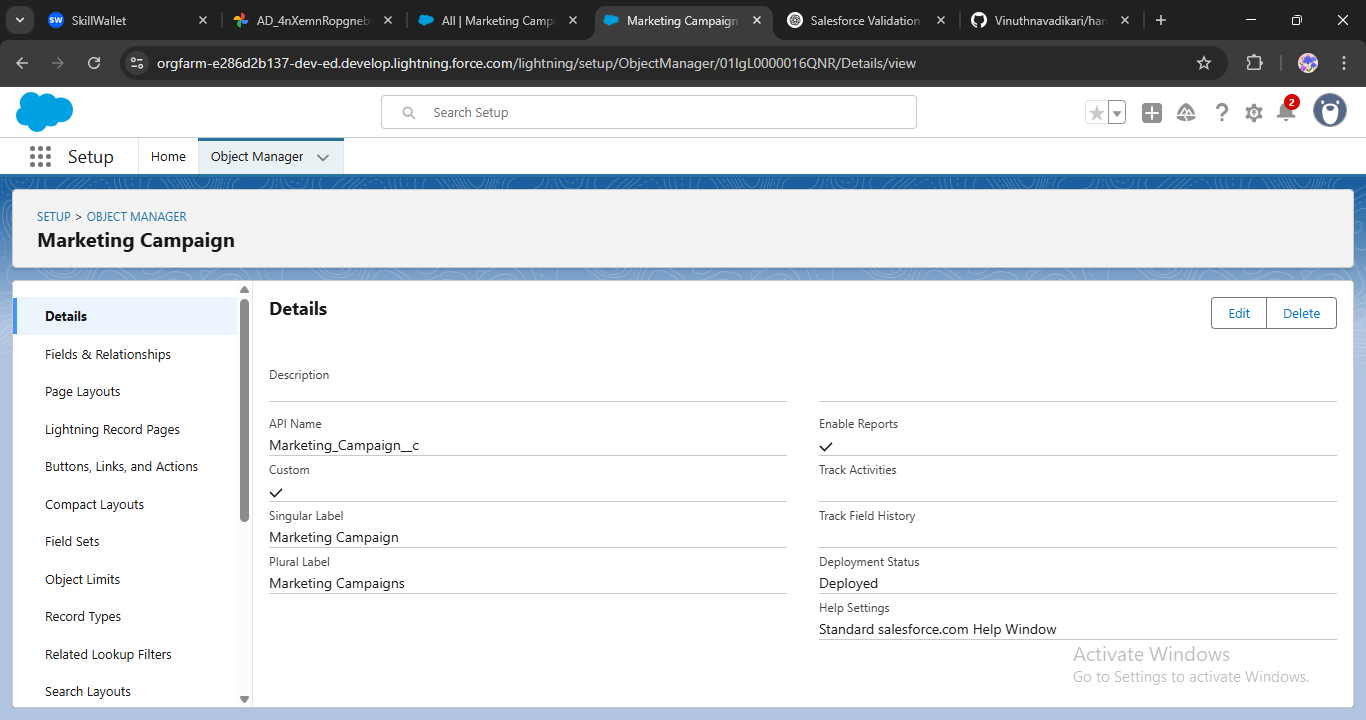 SW SkillWallet
AD_4nXemnRopgneb
All | Marketing Camp
Marketing Campaign
Salesforce Validation
Vinuthnavadikari/han
orgfarm-e286d2b137-dev-ed.develop.lightning.force.com/lightning/setup/ObjectManager/01IgL0000016QNR/Details/view
Search Setup
2
Setup
Home
Object Manager
SETUP > OBJECT MANAGER
Marketing Campaign
Details
Fields & Relationships
Page Layouts
Lightning Record Pages
Buttons, Links, and Actions
Compact Layouts
Field Sets
Object Limits
Record Types
Related Lookup Filters
Search Layouts
Details
Edit
Delete
Description
API Name
Marketing_Campaign__c
Custom
Singular Label
Marketing Campaign
Plural Label
Marketing Campaigns
Enable Reports
Track Activities
Track Field History
Deployment Status
Deployed
Help Settings
Standard salesforce.com Help Window
Activate Windows
Go to Settings to activate Windows.